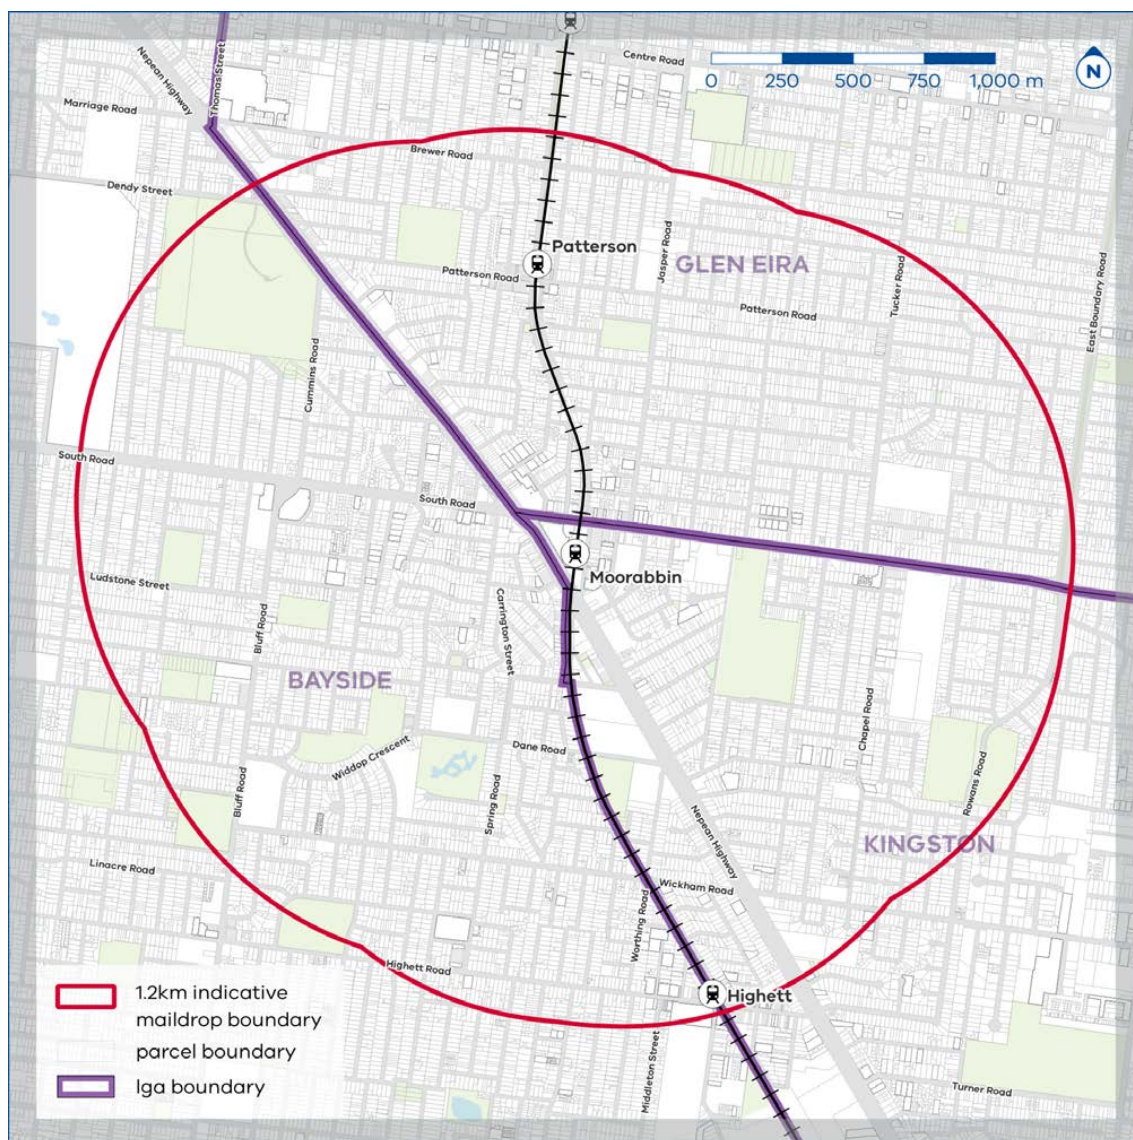 Centre Road
0 250 500 750 1,000 m
N
Nepean Highway
Thomas Street
Marriage Road
Brewer Road
Dendy Street
Patterson
Jasper Road
GLEN EIRA
Patterson Road
Tucker Road
East Boundary Road
Patterson Road
Cummins Road
South Road
South Road
Moorabbin
Ludstone Street
Carrington Street
Bluff Road
BAYSIDE
Chapel Road
Dane Road
Widdop Crescent
Rowans Road
Bluff Road
Spring Road
Nepean Highway
KINGSTON
Linacre Road
Wickham Road
Worthing Road
Highett Road
Highett
1.2km indicative
maildrop boundary
parcel boundary
lga boundary
Middleton Street
Turner Road